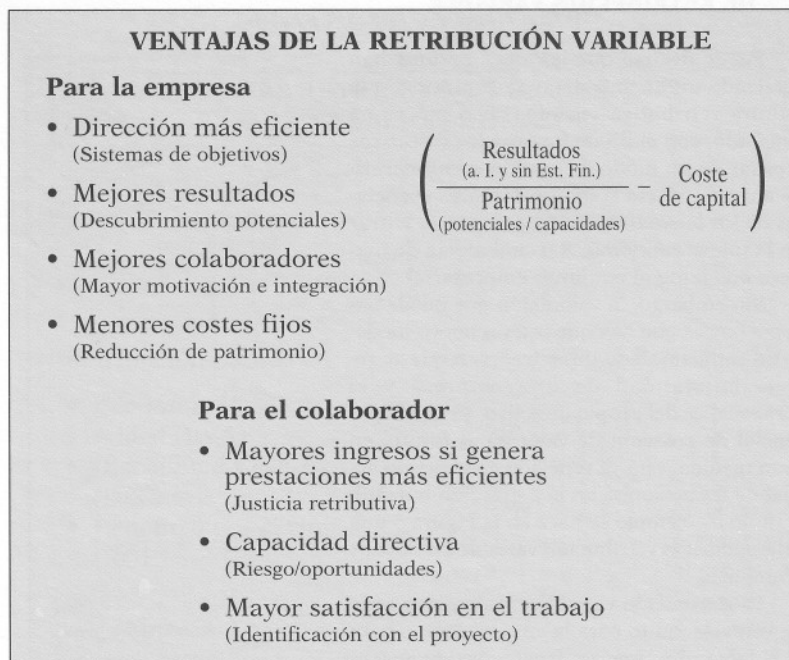 VENTAJAS DE LA RETRIBUCIÓN VARIABLE
Para la empresa
• Dirección más eficiente
(Sistemas de objetivos)
• Mejores resultados
(Descubrimiento potenciales)
• Mejores colaboradores
(Mayor motivación e integración)
• Menores costes fijos
(Reducción de patrimonio)
Resultados
(a. I. y sin Est. Fin.)
Patrimonio
(potenciales / capacidades)
– Coste
de capital
Para el colaborador
• Mayores ingresos si genera
prestaciones más eficientes
(Justicia retributiva)
• Capacidad directiva
(Riesgo/oportunidades)
• Mayor satisfacción en el trabajo
(Identificación con el proyecto)